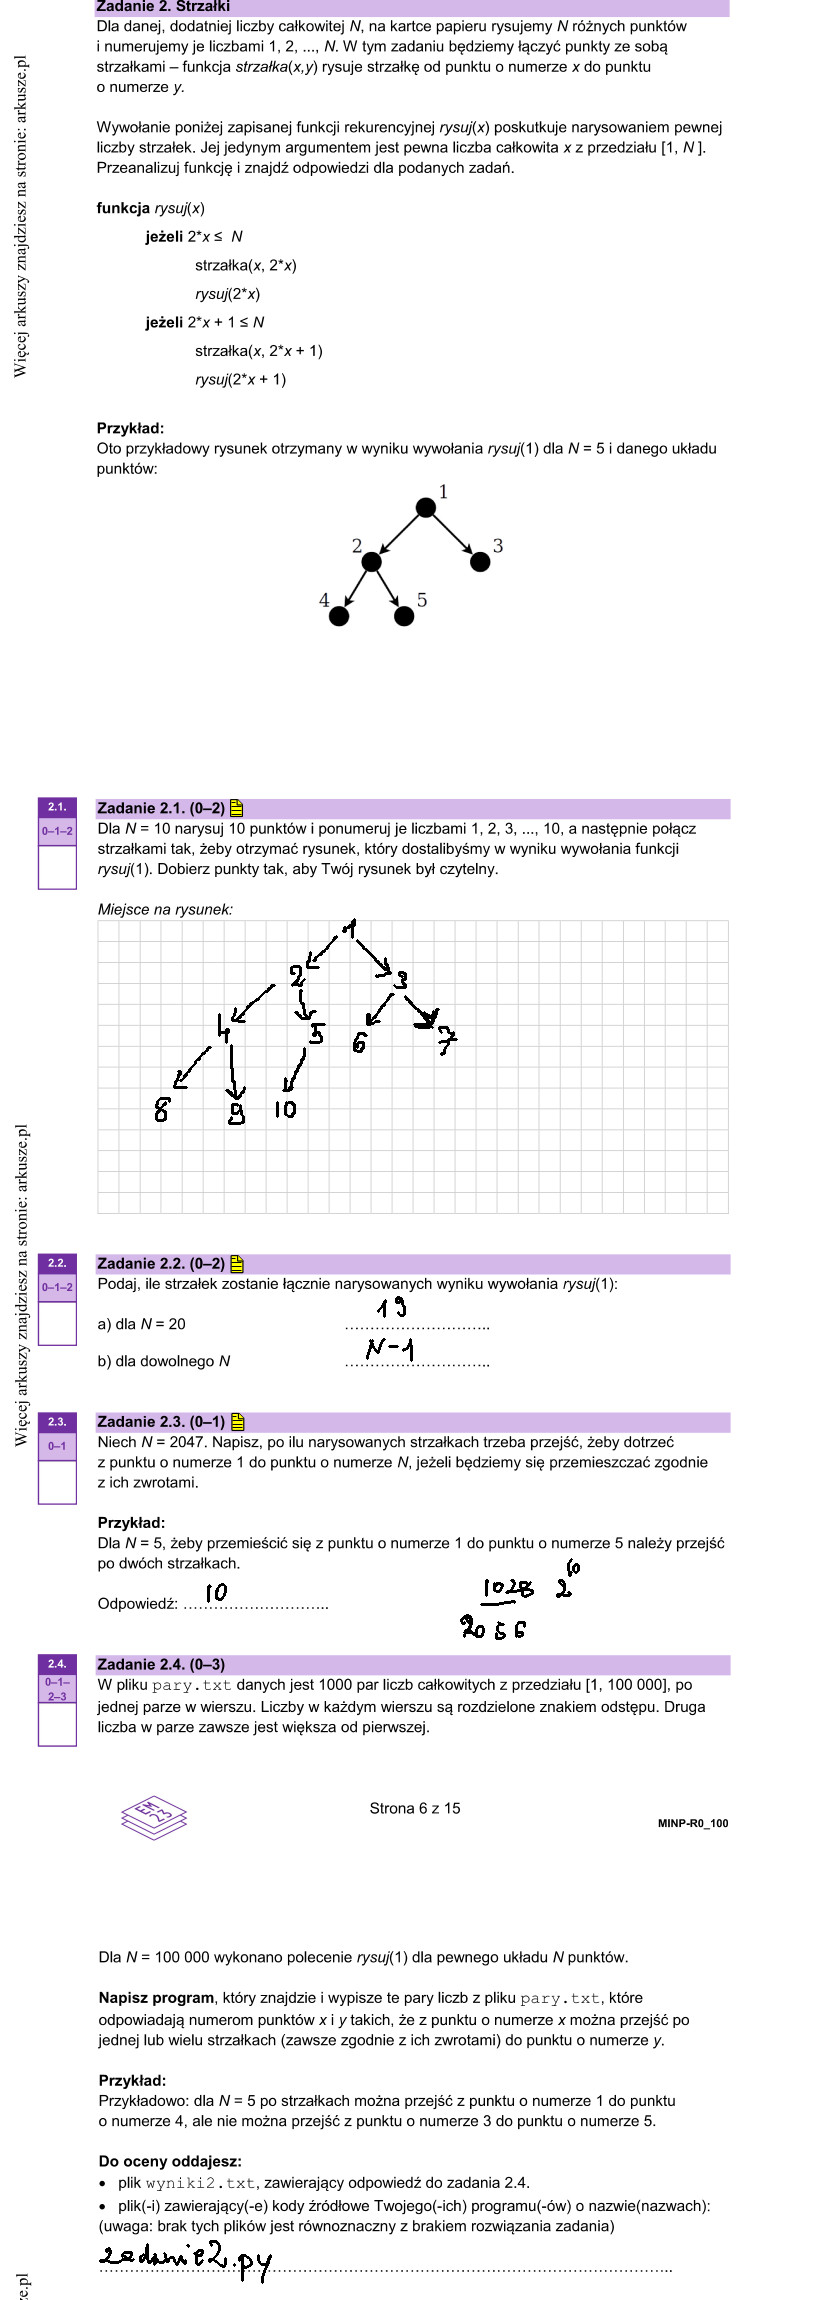 Zadanie 2. Strzałki
Dla danej, dodatniej liczby całkowitej N, na kartce papieru rysujemy N różnych punktów
i numerujemy je liczbami 1, 2, ..., N. W tym zadaniu będziemy łączyć punkty ze sobą
strzałkami – funkcja strzałka(x,y) rysuje strzałkę od punktu o numerze x do punktu
o numerze y.
Wywołanie poniżej zapisanej funkcji rekurencyjnej rysuj(x) poskutkuje narysowaniem pewnej
liczby strzałek. Jej jedynym argumentem jest pewna liczba całkowita x z przedziału [1, N ].
Przeanalizuj funkcję i znajdź odpowiedzi dla podanych zadań.
Więcej arkuszy znajdziesz na stronie: arkusze.pl
funkcja rysuj(x)
jeżeli 2*x ≤ N
strzałka(x, 2*x)
rysuj(2*x)
jeżeli 2*x + 1 ≤ N
strzałka(x, 2*x + 1)
rysuj(2*x + 1)
Przykład:
Oto przykładowy rysunek otrzymany w wyniku wywołania rysuj(1) dla N = 5 i danego układu
punktów:
1
2 3
4 5
2.1.
0–1–2
Zadanie 2.1. (0–2)
Dla N = 10 narysuj 10 punktów i ponumeruj je liczbami 1, 2, 3, ..., 10, a następnie połącz
strzałkami tak, żeby otrzymać rysunek, który dostalibyśmy w wyniku wywołania funkcji
rysuj(1). Dobierz punkty tak, aby Twój rysunek był czytelny.
Miejsce na rysunek:
1
2 3
4 5 6 7
8 9 10
Więcej arkuszy znajdziesz na stronie: arkusze.pl
2.2.
0–1–2
Zadanie 2.2. (0–2)
Podaj, ile strzałek zostanie łącznie narysowanych wyniku wywołania rysuj(1):
a) dla N = 20 19
b) dla dowolnego N N-1
2.3.
0–1
Zadanie 2.3. (0–1)
Niech N = 2047. Napisz, po ilu narysowanych strzałkach trzeba przejść, żeby dotrzeć
z punktu o numerze 1 do punktu o numerze N, jeżeli będziemy się przemieszczać zgodnie
z ich zwrotami.
Przykład:
Dla N = 5, żeby przemieścić się z punktu o numerze 1 do punktu o numerze 5 należy przejść
po dwóch strzałkach.
Odpowiedź: 10
1028 2^10
2056
2.4.
0–1–
2–3
Zadanie 2.4. (0–3)
W pliku pary.txt danych jest 1000 par liczb całkowitych z przedziału [1, 100 000], po
jednej parze w wierszu. Liczby w każdym wierszu są rozdzielone znakiem odstępu. Druga
liczba w parze zawsze jest większa od pierwszej.
EM
23
Strona 6 z 15
MINP-R0_100
Dla N = 100 000 wykonano polecenie rysuj(1) dla pewnego układu N punktów.
Napisz program, który znajdzie i wypisze te pary liczb z pliku pary.txt, które
odpowiadają numerom punktów x i y takich, że z punktu o numerze x można przejść po
jednej lub wielu strzałkach (zawsze zgodnie z ich zwrotami) do punktu o numerze y.
Przykład:
Przykładowo: dla N = 5 po strzałkach można przejść z punktu o numerze 1 do punktu
o numerze 4, ale nie można przejść z punktu o numerze 3 do punktu o numerze 5.
Do oceny oddajesz:
• plik wyniki2.txt, zawierający odpowiedź do zadania 2.4.
• plik(-i) zawierający(-e) kody źródłowe Twojego(-ich) programu(-ów) o nazwie(nazwach):
(uwaga: brak tych plików jest równoznaczny z brakiem rozwiązania zadania)
zadanie2.py
ze.pl